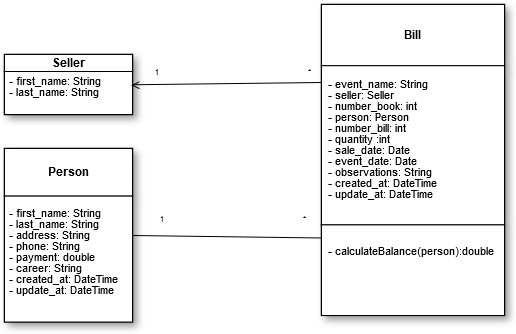 Seller
- first_name: String
- last_name: String
1
*
Bill
- event_name: String
- seller: Seller
- number_book: int
- person: Person
- number_bill: int
- quantity :int
- sale_date: Date
- event_date: Date
- observations: String
- created_at: DateTime
- update_at: DateTime
- calculateBalance(person):double
Person
- first_name: String
- last_name: String
- address: String
- phone: String
- payment: double
- career: String
- created_at: DateTime
- update_at: DateTime
1
*